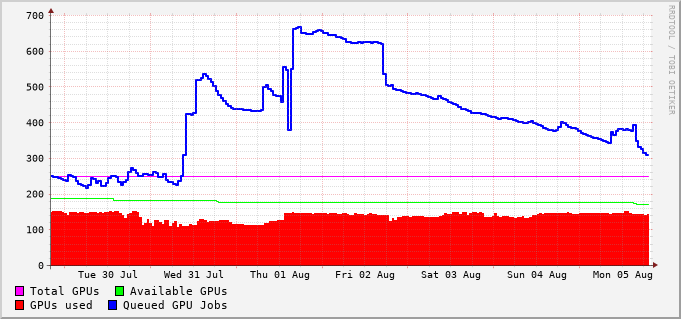 RRDTOOL / TOBI OETIKER
700
600
500
400
300
200
100
0
Tue 30 Jul Wed 31 Jul Thu 01 Aug Fri 02 Aug Sat 03 Aug Sun 04 Aug Mon 05 Aug
Total GPUs Available GPUs
GPUs used Queued GPU Jobs